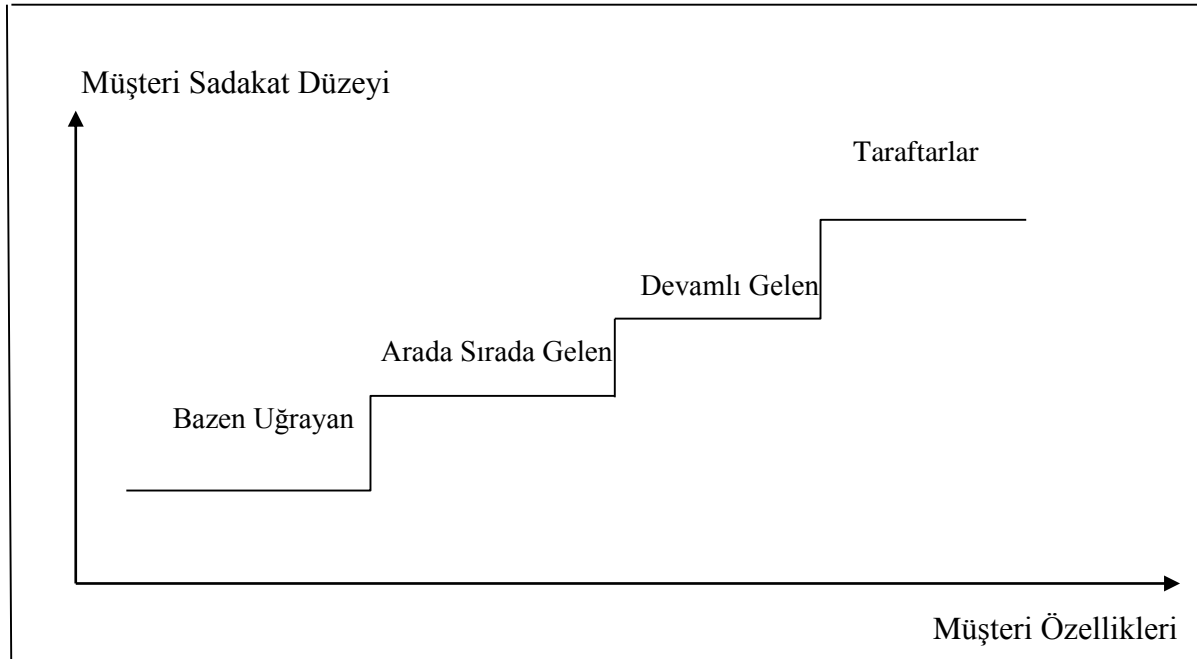 Müşteri Sadakat Düzeyi
Taraftarlar
Devamlı Gelen
Arada Sırada Gelen
Bazen Uğrayan
Müşteri Özellikleri